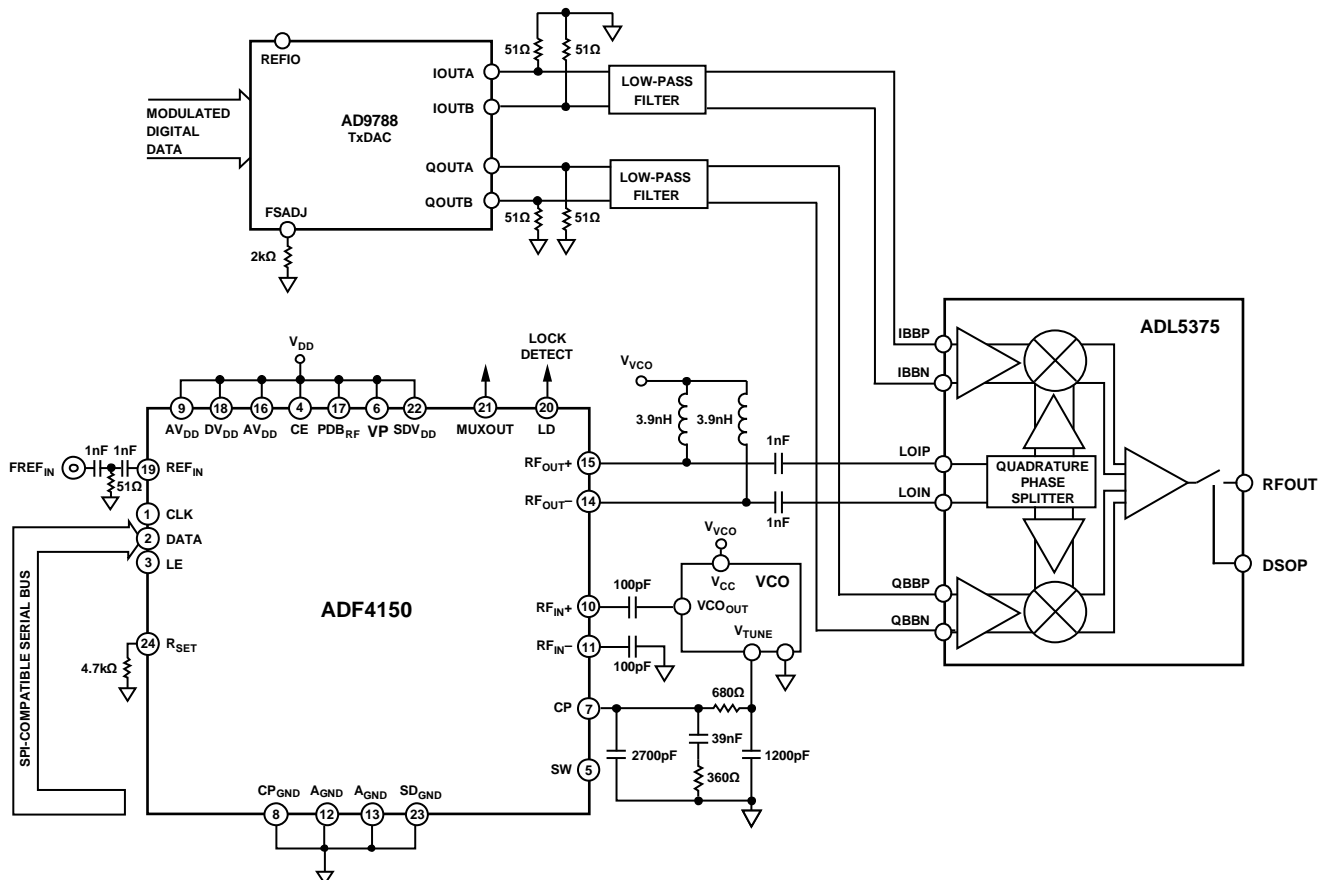 REFIO
51Ω
51Ω
IOUTA
IOUTB
LOW-PASS
FILTER
MODULATED
DIGITAL
DATA
AD9788
TxDAC
QOUTA
QOUTB
LOW-PASS
FILTER
51Ω
51Ω
FSADJ
2kΩ
ADL5375
IBBP
IBBN
LOIP
LOIN
QUADRATURE
PHASE
SPLITTER
RFOUT
DSOP
QBBP
QBBN
VDD
LOCK
DETECT
VVCO
9
18
16
4
17
6
22
21
20
AVDD
DVDD
AVDD
CE
PDBRF
VP
SDVDD
MUXOUT
LD
3.9nH
3.9nH
1nF
1nF
1nF
1nF
FREFIN
51Ω
19 REFIN
1 CLK
2 DATA
3 LE
RFOUT+ 15
RFOUT− 14
SPI-COMPATIBLE SERIAL BUS
ADF4150
24 RSET
4.7kΩ
RFIN+ 10
RFIN− 11
100pF
100pF
VVCO
VCC
VCO
VCOOUT
VTUNE
CP 7
SW 5
680Ω
2700pF
39nF
360Ω
1200pF
CPGND
AGND
AGND
SDGND
8
12
13
23